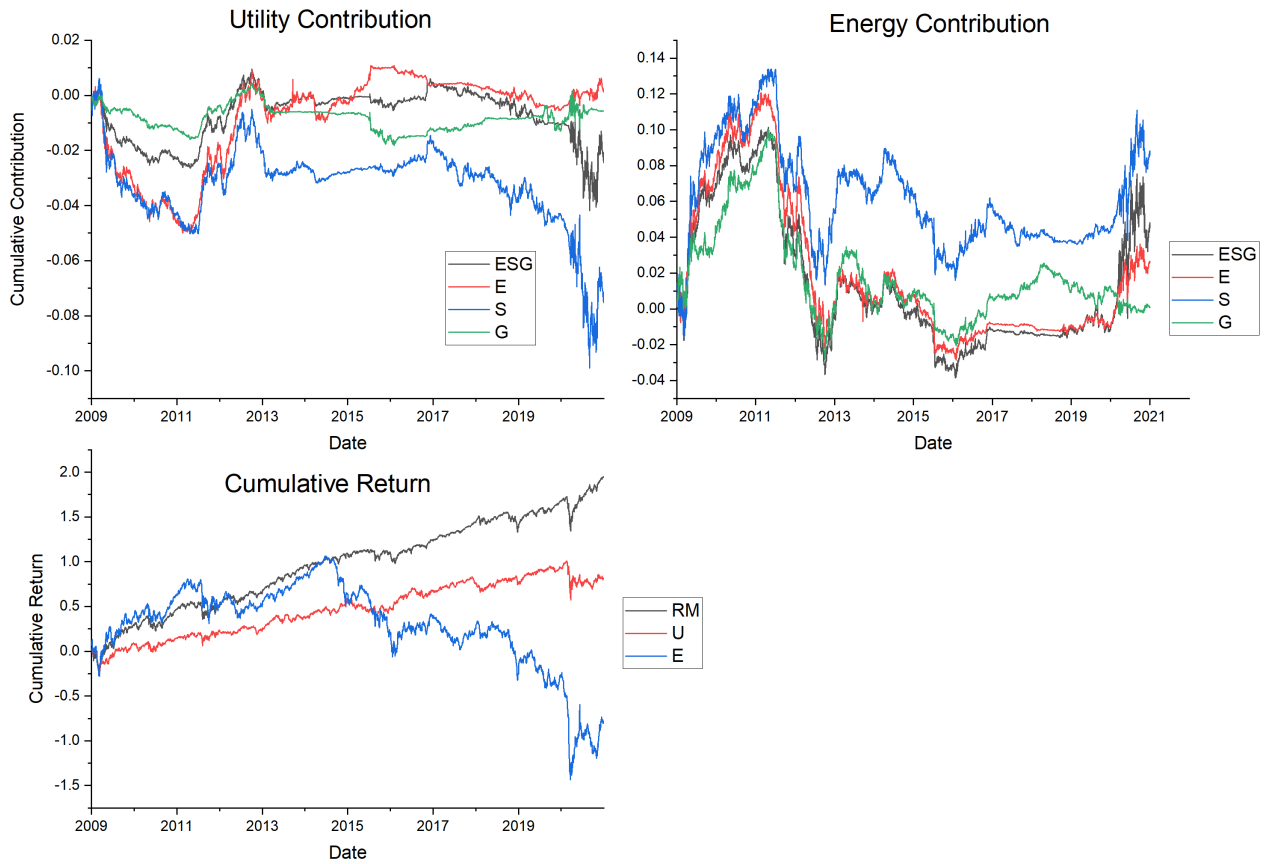 Utility Contribution
Cumulative Contribution
0.02
0.00
-0.02
-0.04
-0.06
-0.08
-0.10
2009
2011
2013
2015
2017
2019
Date
ESG
E
S
G
Energy Contribution
0.14
0.12
0.10
0.08
0.06
0.04
0.02
0.00
-0.02
-0.04
2009
2011
2013
2015
2017
2019
2021
Date
ESG
E
S
G
Cumulative Return
Cumulative Return
2.0
1.5
1.0
0.5
0.0
-0.5
-1.0
-1.5
2009
2011
2013
2015
2017
2019
Date
RM
U
E